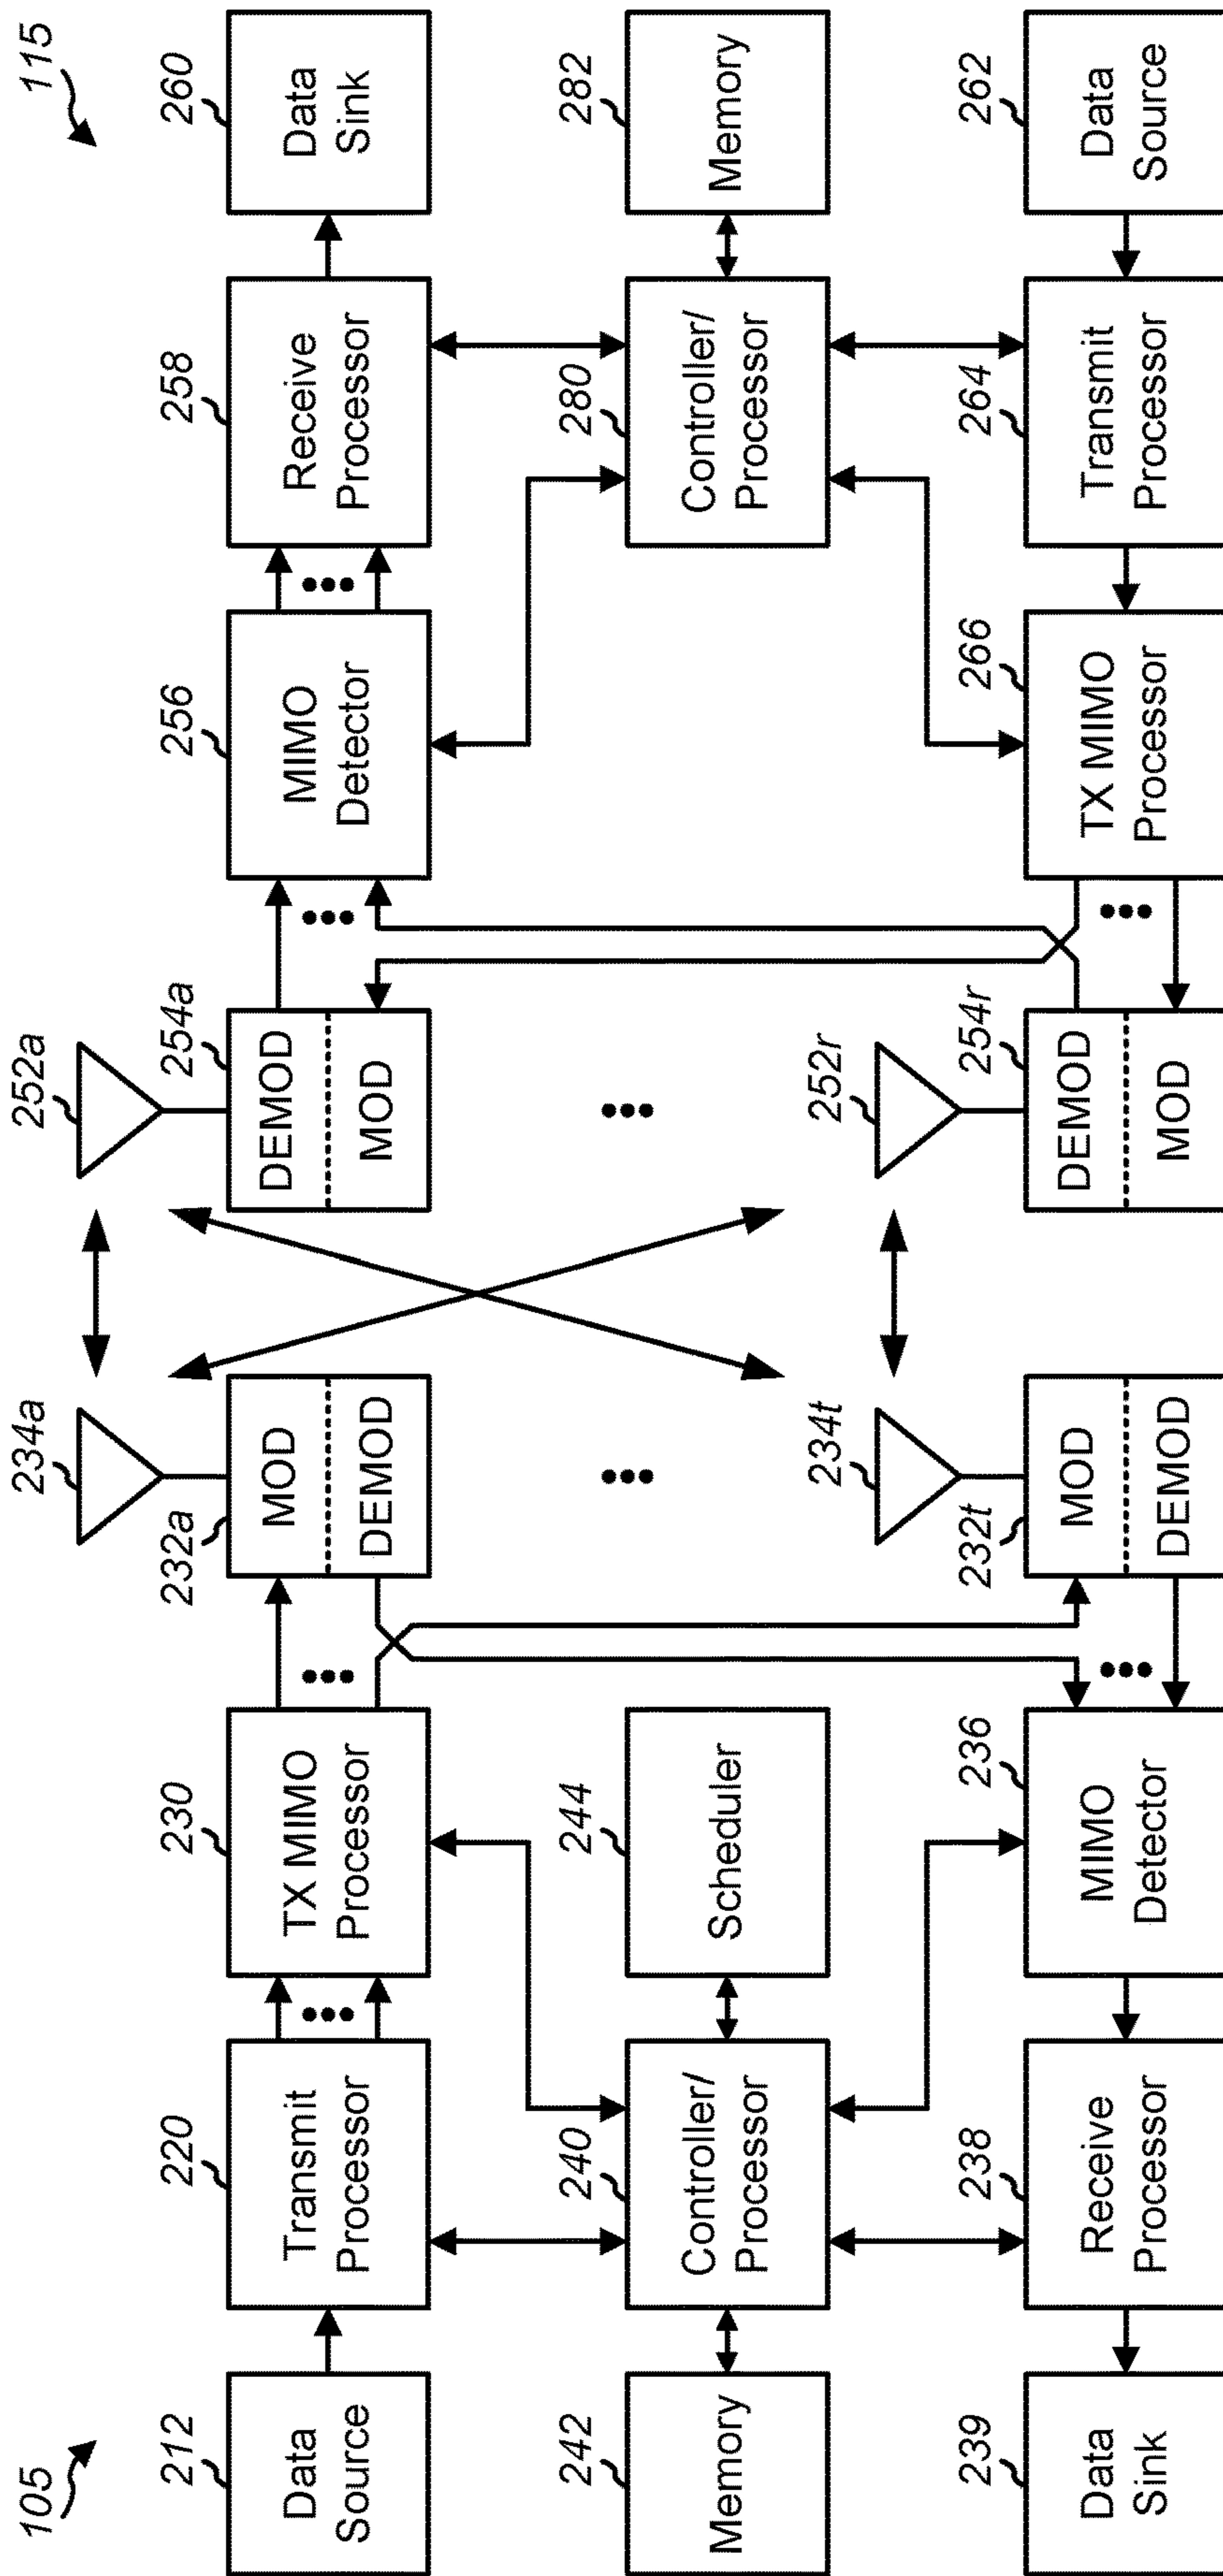 105
115
212
Data
Source
220
Transmit
Processor
230
TX MIMO
Processor
232a
MOD
DEMOD
234a
252a
254a
DEMOD
MOD
256
MIMO
Detector
258
Receive
Processor
260
Data
Sink
242
Memory
240
Controller/
Processor
244
Scheduler
280
Controller/
Processor
282
Memory
239
Data
Sink
238
Receive
Processor
236
MIMO
Detector
232t
MOD
DEMOD
234t
252r
254r
DEMOD
MOD
266
TX MIMO
Processor
264
Transmit
Processor
262
Data
Source